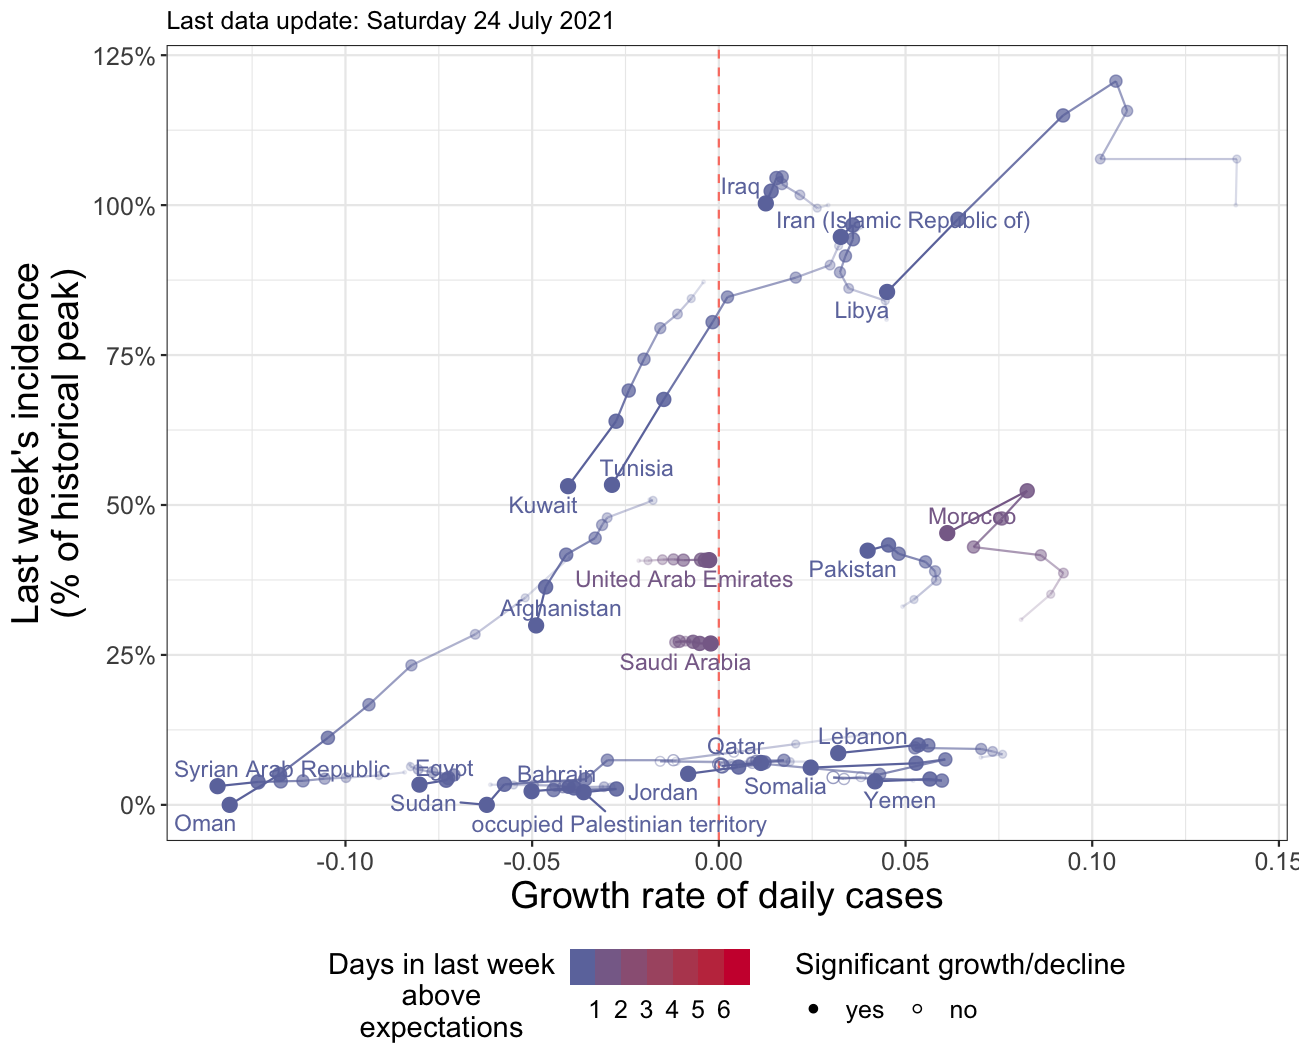 Last data update: Saturday 24 July 2021
Last week's incidence
(% of historical peak)
125%
100%
75%
50%
25%
0%
Iraq
Iran (Islamic Republic of)
Libya
Tunisia
Kuwait
Morocco
Pakistan
United Arab Emirates
Afghanistan
Saudi Arabia
Qatar
Lebanon
Syrian Arab Republic
Egypt
Bahrain
Jordan
Somalia
Yemen
Sudan
Oman
occupied Palestinian territory
-0.10
-0.05
0.00
0.05
0.10
0.15
Growth rate of daily cases
Days in last week
above
expectations
1 2 3 4 5 6
Significant growth/decline
yes
no